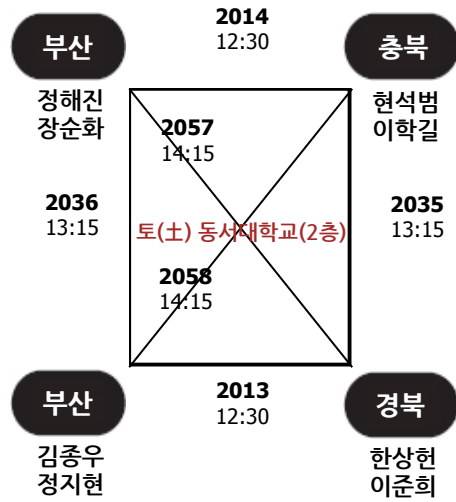 2014
12:30
부산
충북
정해진
장순화
현석범
이학길
2057
14:15
2036
13:15
2035
13:15
토(土) 동서대학교(2층)
2058
14:15
부산
2013
12:30
경북
김종우
정지현
한상헌
이준희